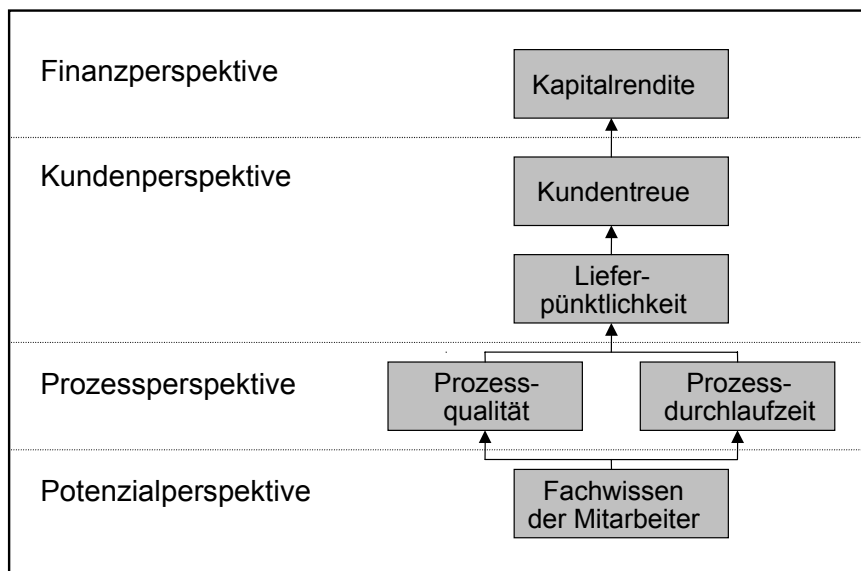 Finanzperspektive
Kapitalrendite
Kundenperspektive
Kundentreue
Liefer-
pünktlichkeit
Prozessperspektive
Prozess-
qualität
Prozess-
durchlaufzeit
Potenzialperspektive
Fachwissen
der Mitarbeiter